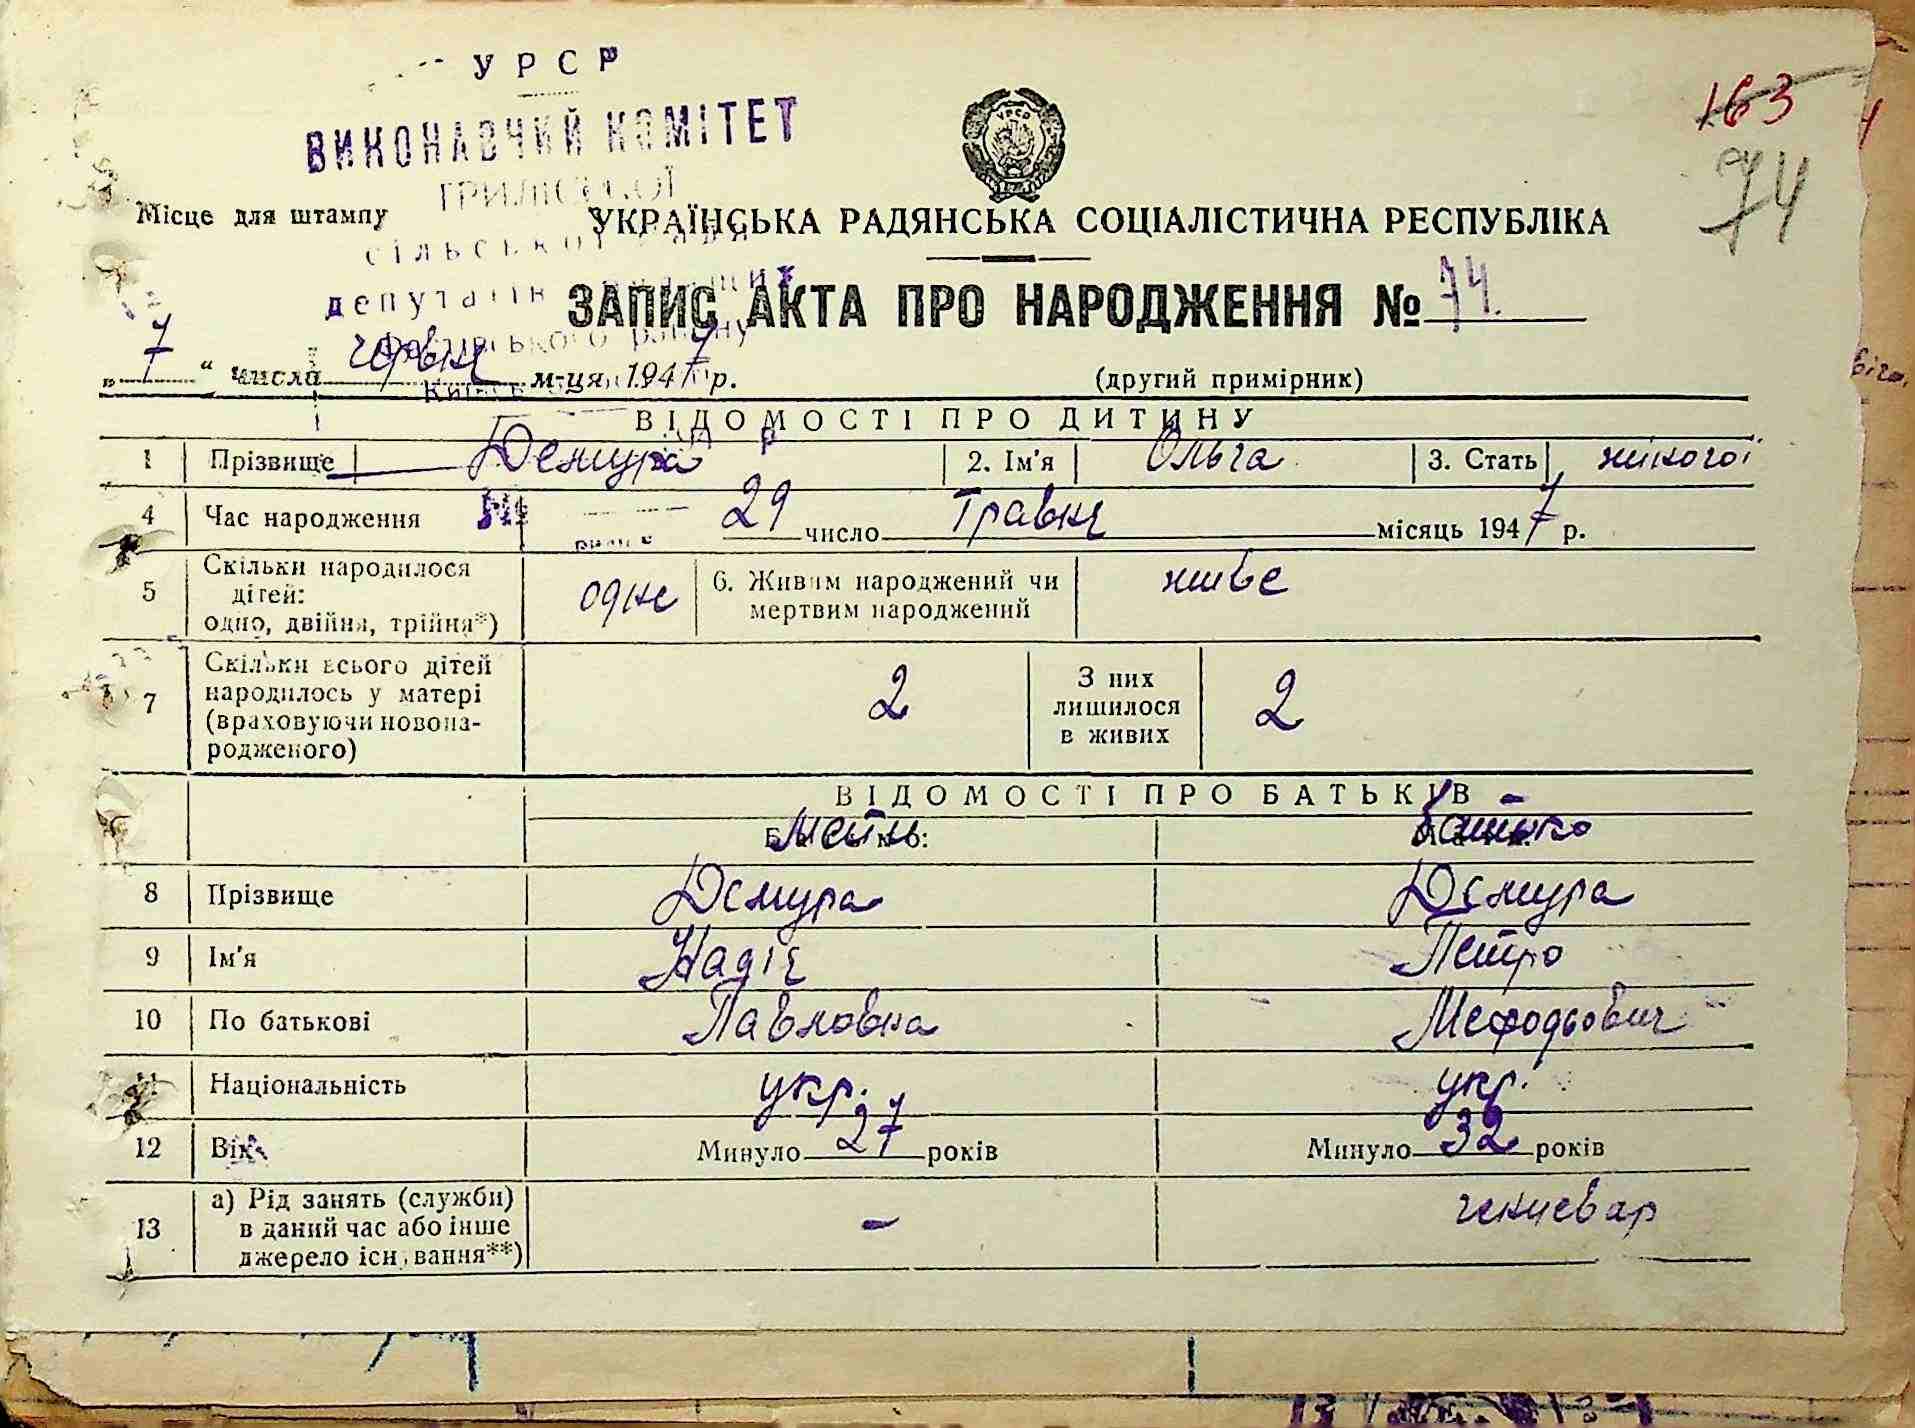 УРСР
ВИКОНАВЧИЙ КОМІТЕТ
сільської
депутатів
163
74
Місце для штампу
УКРАЇНСЬКА РАДЯНСЬКА СОЦІАЛІСТИЧНА РЕСПУБЛІКА
ЗАПИС АКТА ПРО НАРОДЖЕННЯ № 74.
„ 7 “ числа червня м-ця 1947 р.
(другий примірник)
ВІДОМОСТІ ПРО ДИТИНУ
1 Прізвище Демура 2. Ім'я Ольга 3. Стать жіночої
4 Час народження 29 число Травня місяць 1947 р.
5 Скільки народилося дітей: одно, двійня, трійня*) одне 6. Живим народжений чи мертвим народжений живе
7 Скільки всього дітей народилось у матері (враховуючи новонародженого) 2 З них лишилося в живих 2
ВІДОМОСТІ ПРО БАТЬКІВ
Мать: Батько
8 Прізвище Демура Демура
9 Ім'я Надія Петро
10 По батькові Павловна Мефодьович
11 Національність укр. укр.
12 Вік Минуло 27 років Минуло 32 років
13 а) Рід занять (служби) в даний час або інше джерело існування**) –